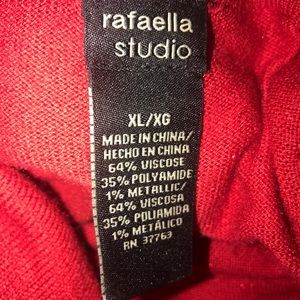 rafaella
studio
XL/XG
MADE IN CHINA/
HECHO EN CHINA
64% VISCOSE
35% POLYAMIDE
1% METALLIC/
64% VISCOSA
35% POLIAMIDA
1% METÁLICO
RN 37763